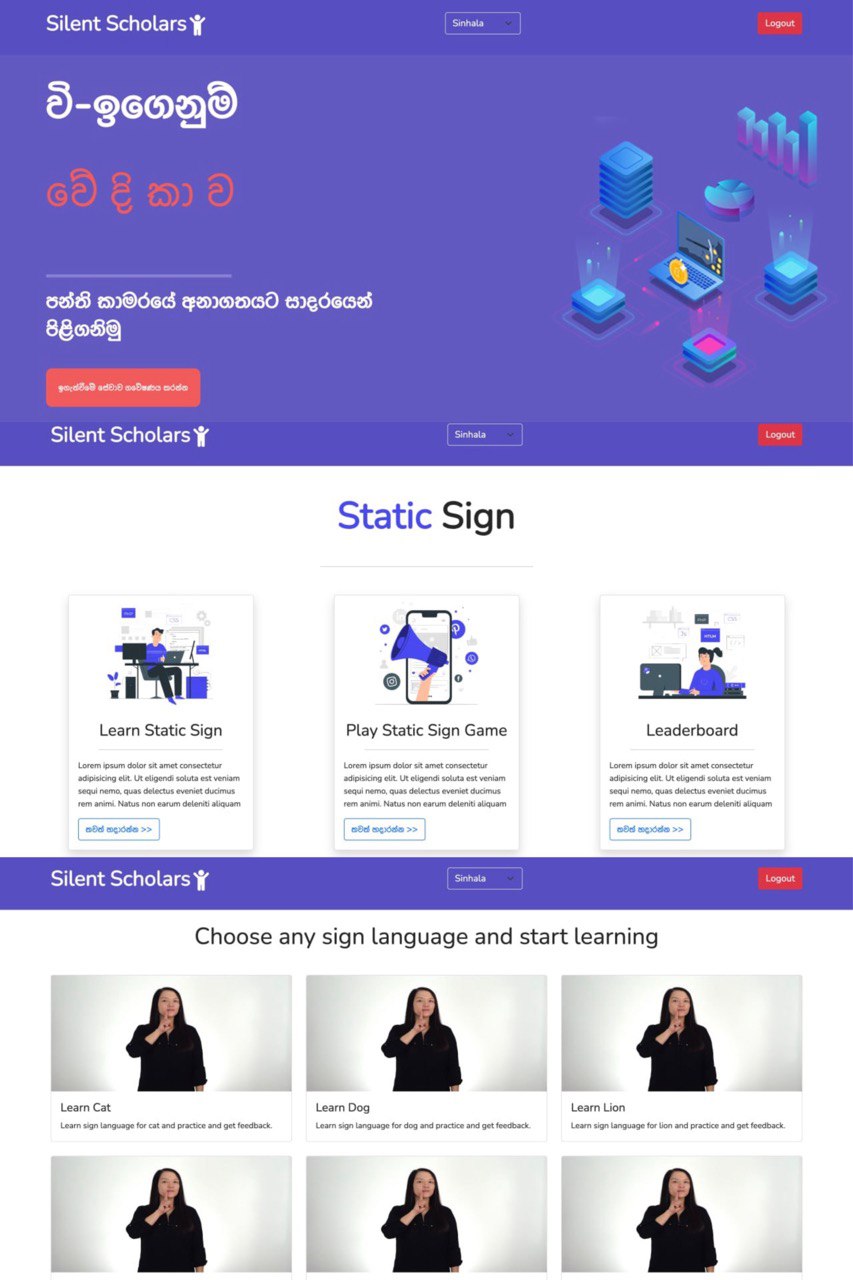 Silent Scholars
Sinhala
Logout
වි-ඉගෙනුම්
වේ දි කා ව
පන්ති කාමරයේ අනාගතයට සාදරයෙන්
පිළිගනිමු
ඉගැන්වීමේ සේවාව ගවේෂණය කරන්න
Silent Scholars
Sinhala
Logout
Static Sign
Learn Static Sign
Lorem ipsum dolor sit amet consectetur
adipisicing elit. Ut eligendi soluta est veniam
sequi nemo, quas delectus eveniet ducimus
rem animi. Natus non earum deleniti aliquam
තවත් හදාරන්න >>
Play Static Sign Game
Lorem ipsum dolor sit amet consectetur
adipisicing elit. Ut eligendi soluta est veniam
sequi nemo, quas delectus eveniet ducimus
rem animi. Natus non earum deleniti aliquam
තවත් හදාරන්න >>
Leaderboard
Lorem ipsum dolor sit amet consectetur
adipisicing elit. Ut eligendi soluta est veniam
sequi nemo, quas delectus eveniet ducimus
rem animi. Natus non earum deleniti aliquam
තවත් හදාරන්න >>
Silent Scholars
Sinhala
Logout
Choose any sign language and start learning
Learn Cat
Learn sign language for cat and practice and get feedback.
Learn Dog
Learn sign language for dog and practice and get feedback.
Learn Lion
Learn sign language for lion and practice and get feedback.